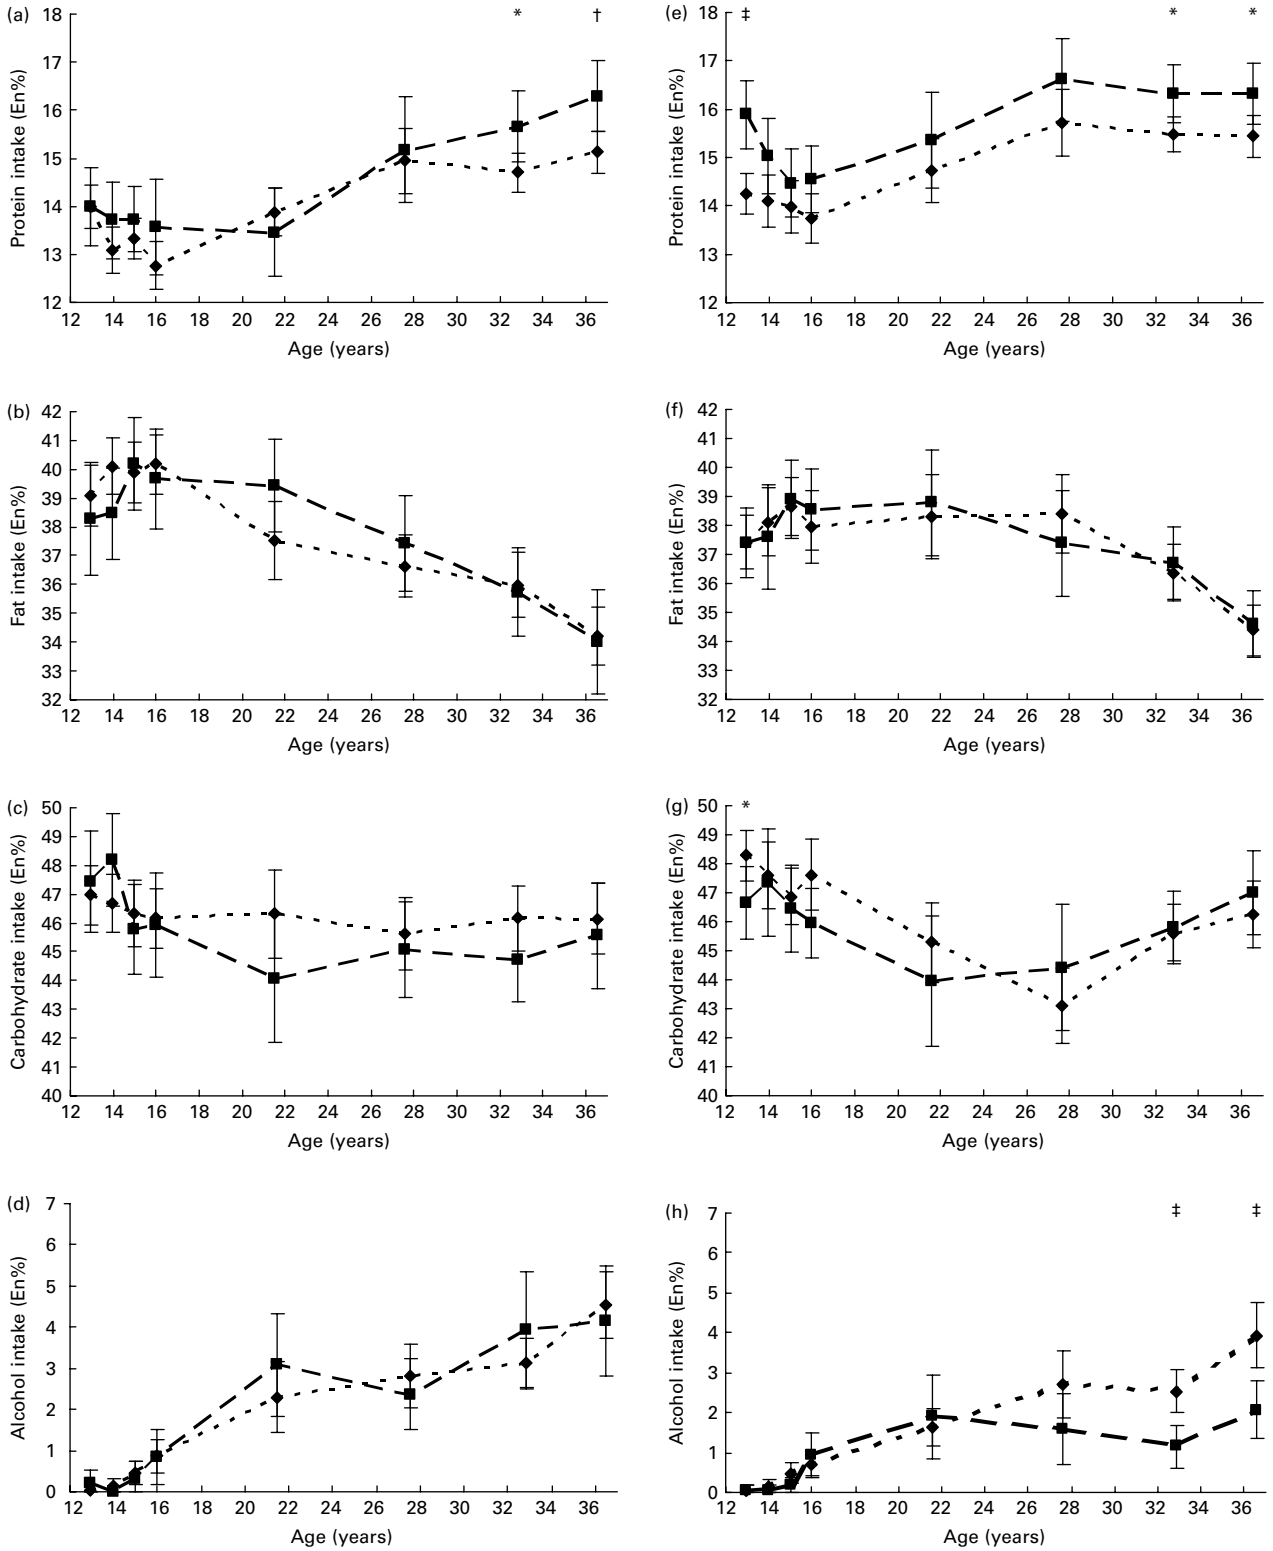 (a)
*
†
Protein intake (En%)
18
17
16
15
14
13
12
12 14 16 18 20 22 24 26 28 30 32 34 36
Age (years)
(e)
‡
*
*
Protein intake (En%)
18
17
16
15
14
13
12
12 14 16 18 20 22 24 26 28 30 32 34 36
Age (years)
(b)
Fat intake (En%)
42
41
40
39
38
37
36
35
34
33
32
12 14 16 18 20 22 24 26 28 30 32 34 36
Age (years)
(f)
Fat intake (En%)
42
41
40
39
38
37
36
35
34
33
32
12 14 16 18 20 22 24 26 28 30 32 34 36
Age (years)
(c)
Carbohydrate intake (En%)
50
49
48
47
46
45
44
43
42
41
40
12 14 16 18 20 22 24 26 28 30 32 34 36
Age (years)
(g)
*
Carbohydrate intake (En%)
50
49
48
47
46
45
44
43
42
41
40
12 14 16 18 20 22 24 26 28 30 32 34 36
Age (years)
(d)
Alcohol intake (En%)
7
6
5
4
3
2
1
0
12 14 16 18 20 22 24 26 28 30 32 34 36
Age (years)
(h)
‡
‡
Alcohol intake (En%)
7
6
5
4
3
2
1
0
12 14 16 18 20 22 24 26 28 30 32 34 36
Age (years)